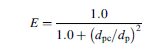 E = 1.0 / 1.0 + (d_pc/d_p)^2